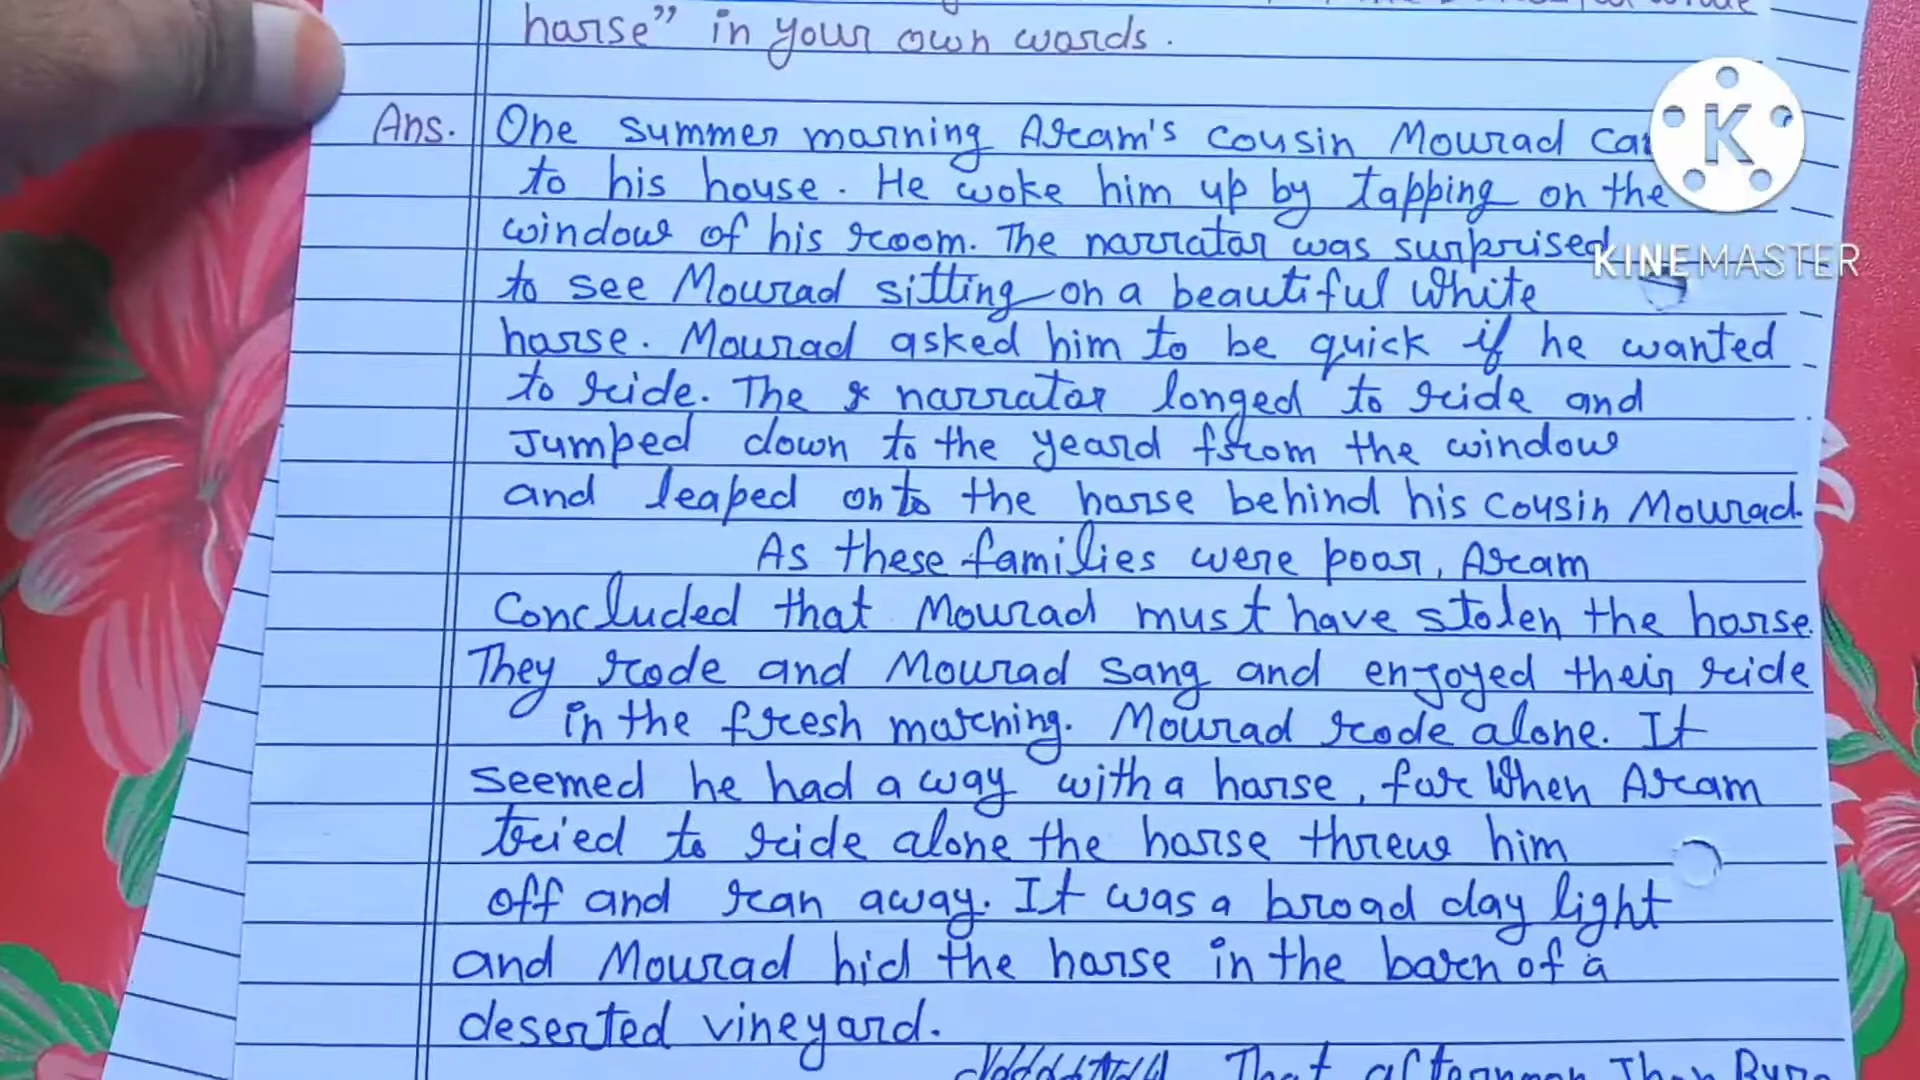 horse" in your own words.
Ans. One summer morning Aram's cousin Mourad
to his house. He woke him up by tapping on the
window of his room. The narrator was surprised
to see Mourad sitting on a beautiful White
horse. Mourad asked him to be quick if he wanted
to ride. The narrator longed to ride and
Jumped down to the yeard from the window
and leaped onto the horse behind his cousin Mourad.
As these families were poor, Aram
Concluded that Mourad must have stolen the horse.
They rode and Mourad sang and enjoyed their ride
in the fresh morning. Mourad rode alone. It
seemed he had a way with a horse, for When Aram
tried to ride alone the horse threw him
off and ran away. It was a broad day light
and Mourad hid the horse in the barn of a
deserted vineyard.
That afternoon
K
KINEMASTER